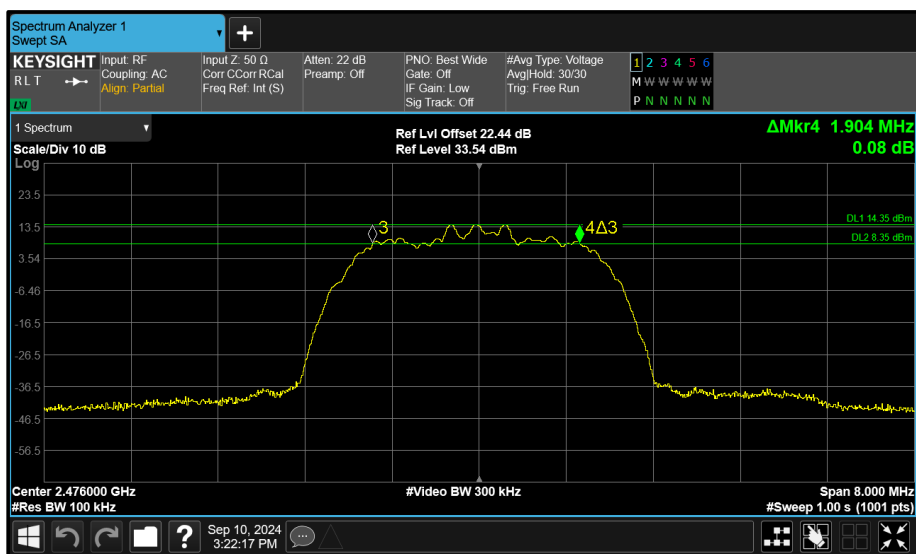 Spectrum Analyzer 1
Swept SA
KEYSIGHT
R L T
LXI
Input: RF
Coupling: AC
Align: Partial
Input Z: 50 Ω
Corr CCorr RCal
Freq Ref: Int (S)
Atten: 22 dB
Preamp: Off
PNO: Best Wide
Gate: Off
IF Gain: Low
Sig Track: Off
#Avg Type: Voltage
Avg|Hold: 30/30
Trig: Free Run
1 2 3 4 5 6
M W W W W W
P N N N N N
1 Spectrum
Scale/Div 10 dB
Ref Lvl Offset 22.44 dB
Ref Level 33.54 dBm
ΔMkr4 1.904 MHz
0.08 dB
Log
23.5
13.5
3.54
-6.46
-16.5
-26.5
-36.5
-46.5
-56.5
3
4Δ3
DL1 14.35 dBm
DL2 8.35 dBm
Center 2.476000 GHz
#Res BW 100 kHz
#Video BW 300 kHz
Span 8.000 MHz
#Sweep 1.00 s (1001 pts)
?
Sep 10, 2024
3:22:17 PM